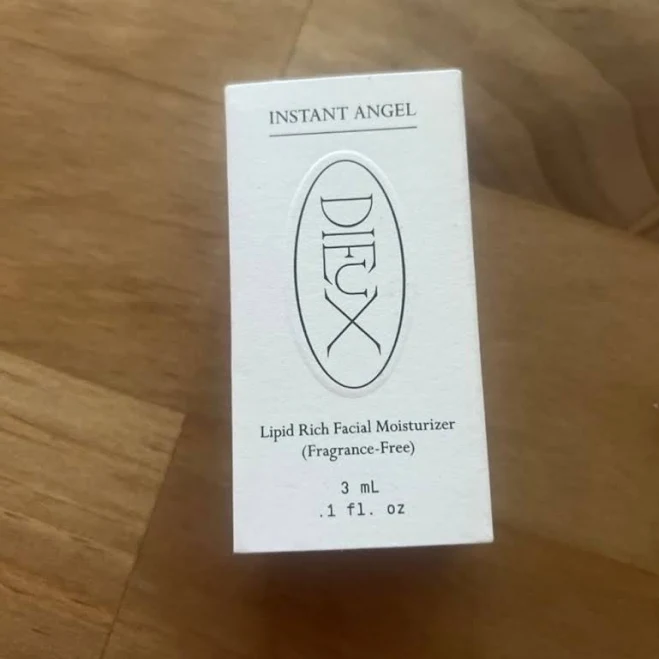 INSTANT ANGEL
DIEUX
Lipid Rich Facial Moisturizer
(Fragrance-Free)
3 mL
.1 fl. oz